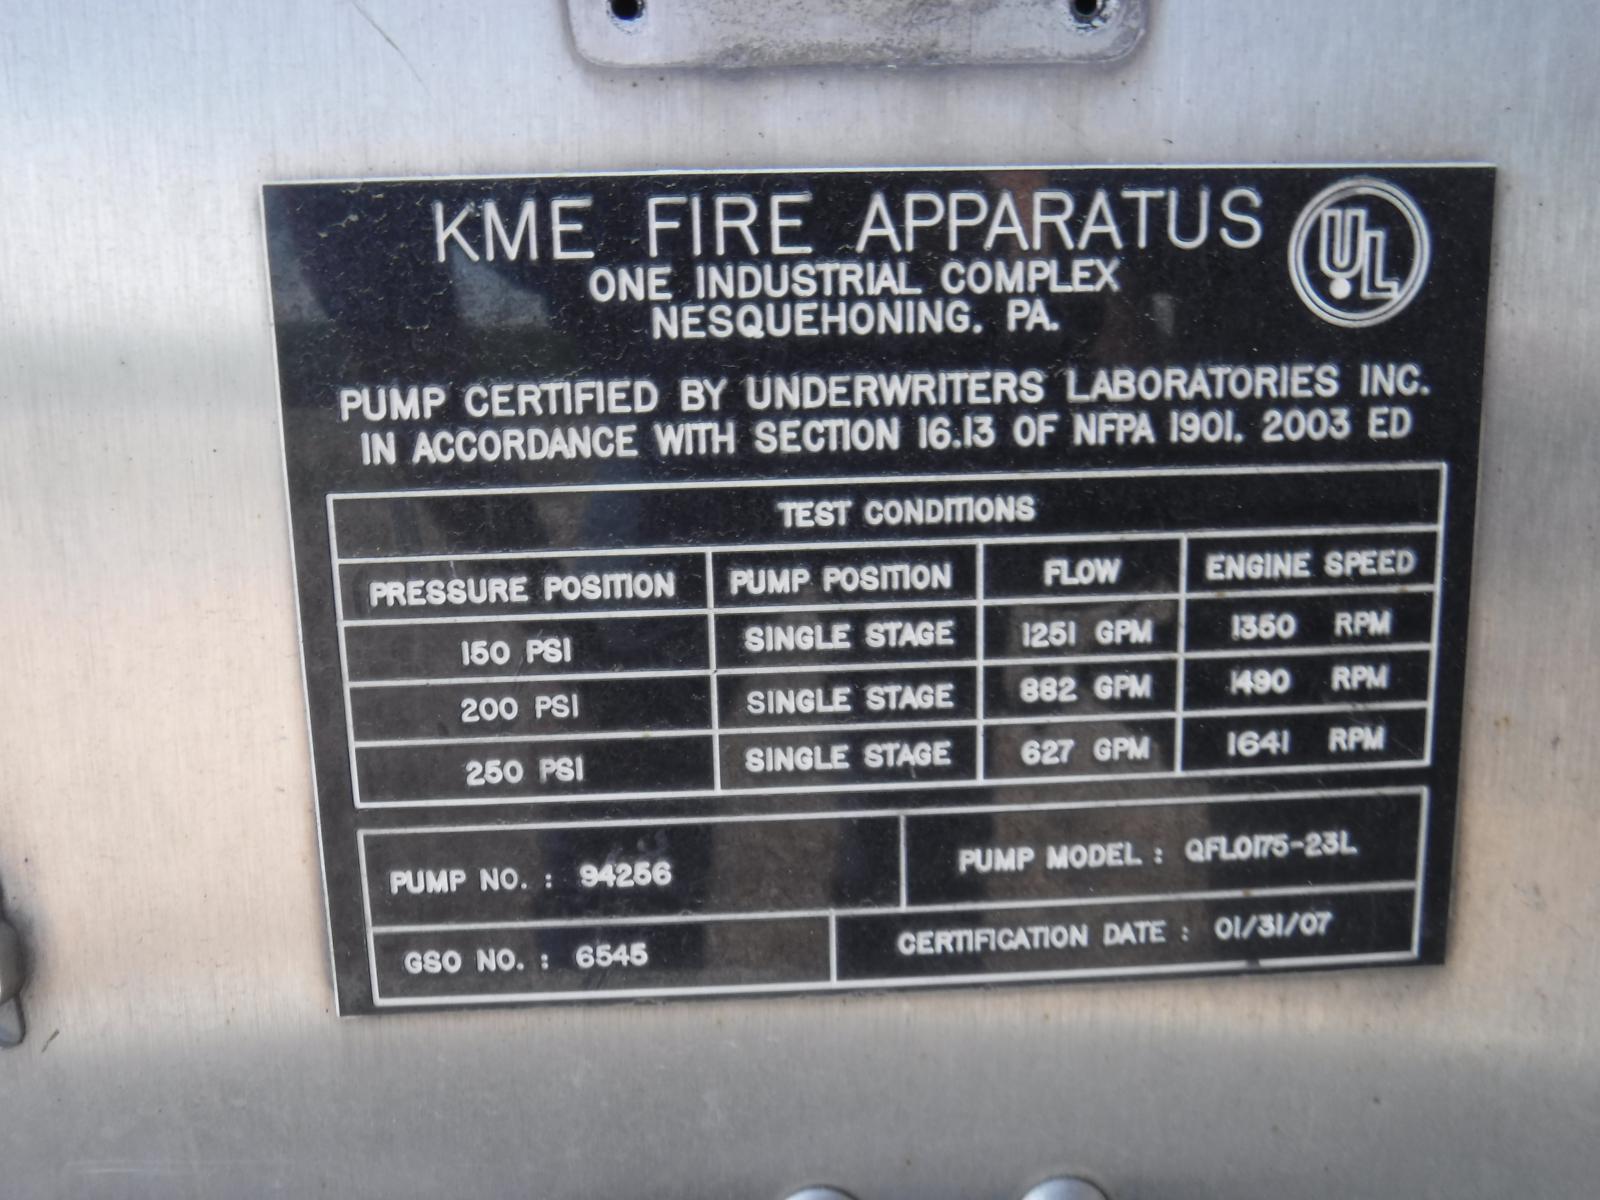 KME FIRE APPARATUS
UL
ONE INDUSTRIAL COMPLEX
NESQUEHONING, PA.
PUMP CERTIFIED BY UNDERWRITERS LABORATORIES INC.
IN ACCORDANCE WITH SECTION 16.13 OF NFPA 1901. 2003 ED
TEST CONDITIONS
PRESSURE POSITION PUMP POSITION FLOW ENGINE SPEED
150 PSI SINGLE STAGE 1251 GPM 1350 RPM
200 PSI SINGLE STAGE 882 GPM 1490 RPM
250 PSI SINGLE STAGE 627 GPM 1641 RPM
PUMP NO. : 94256 PUMP MODEL : QFLO175-23L
GSO NO. : 6545 CERTIFICATION DATE : 01/31/07